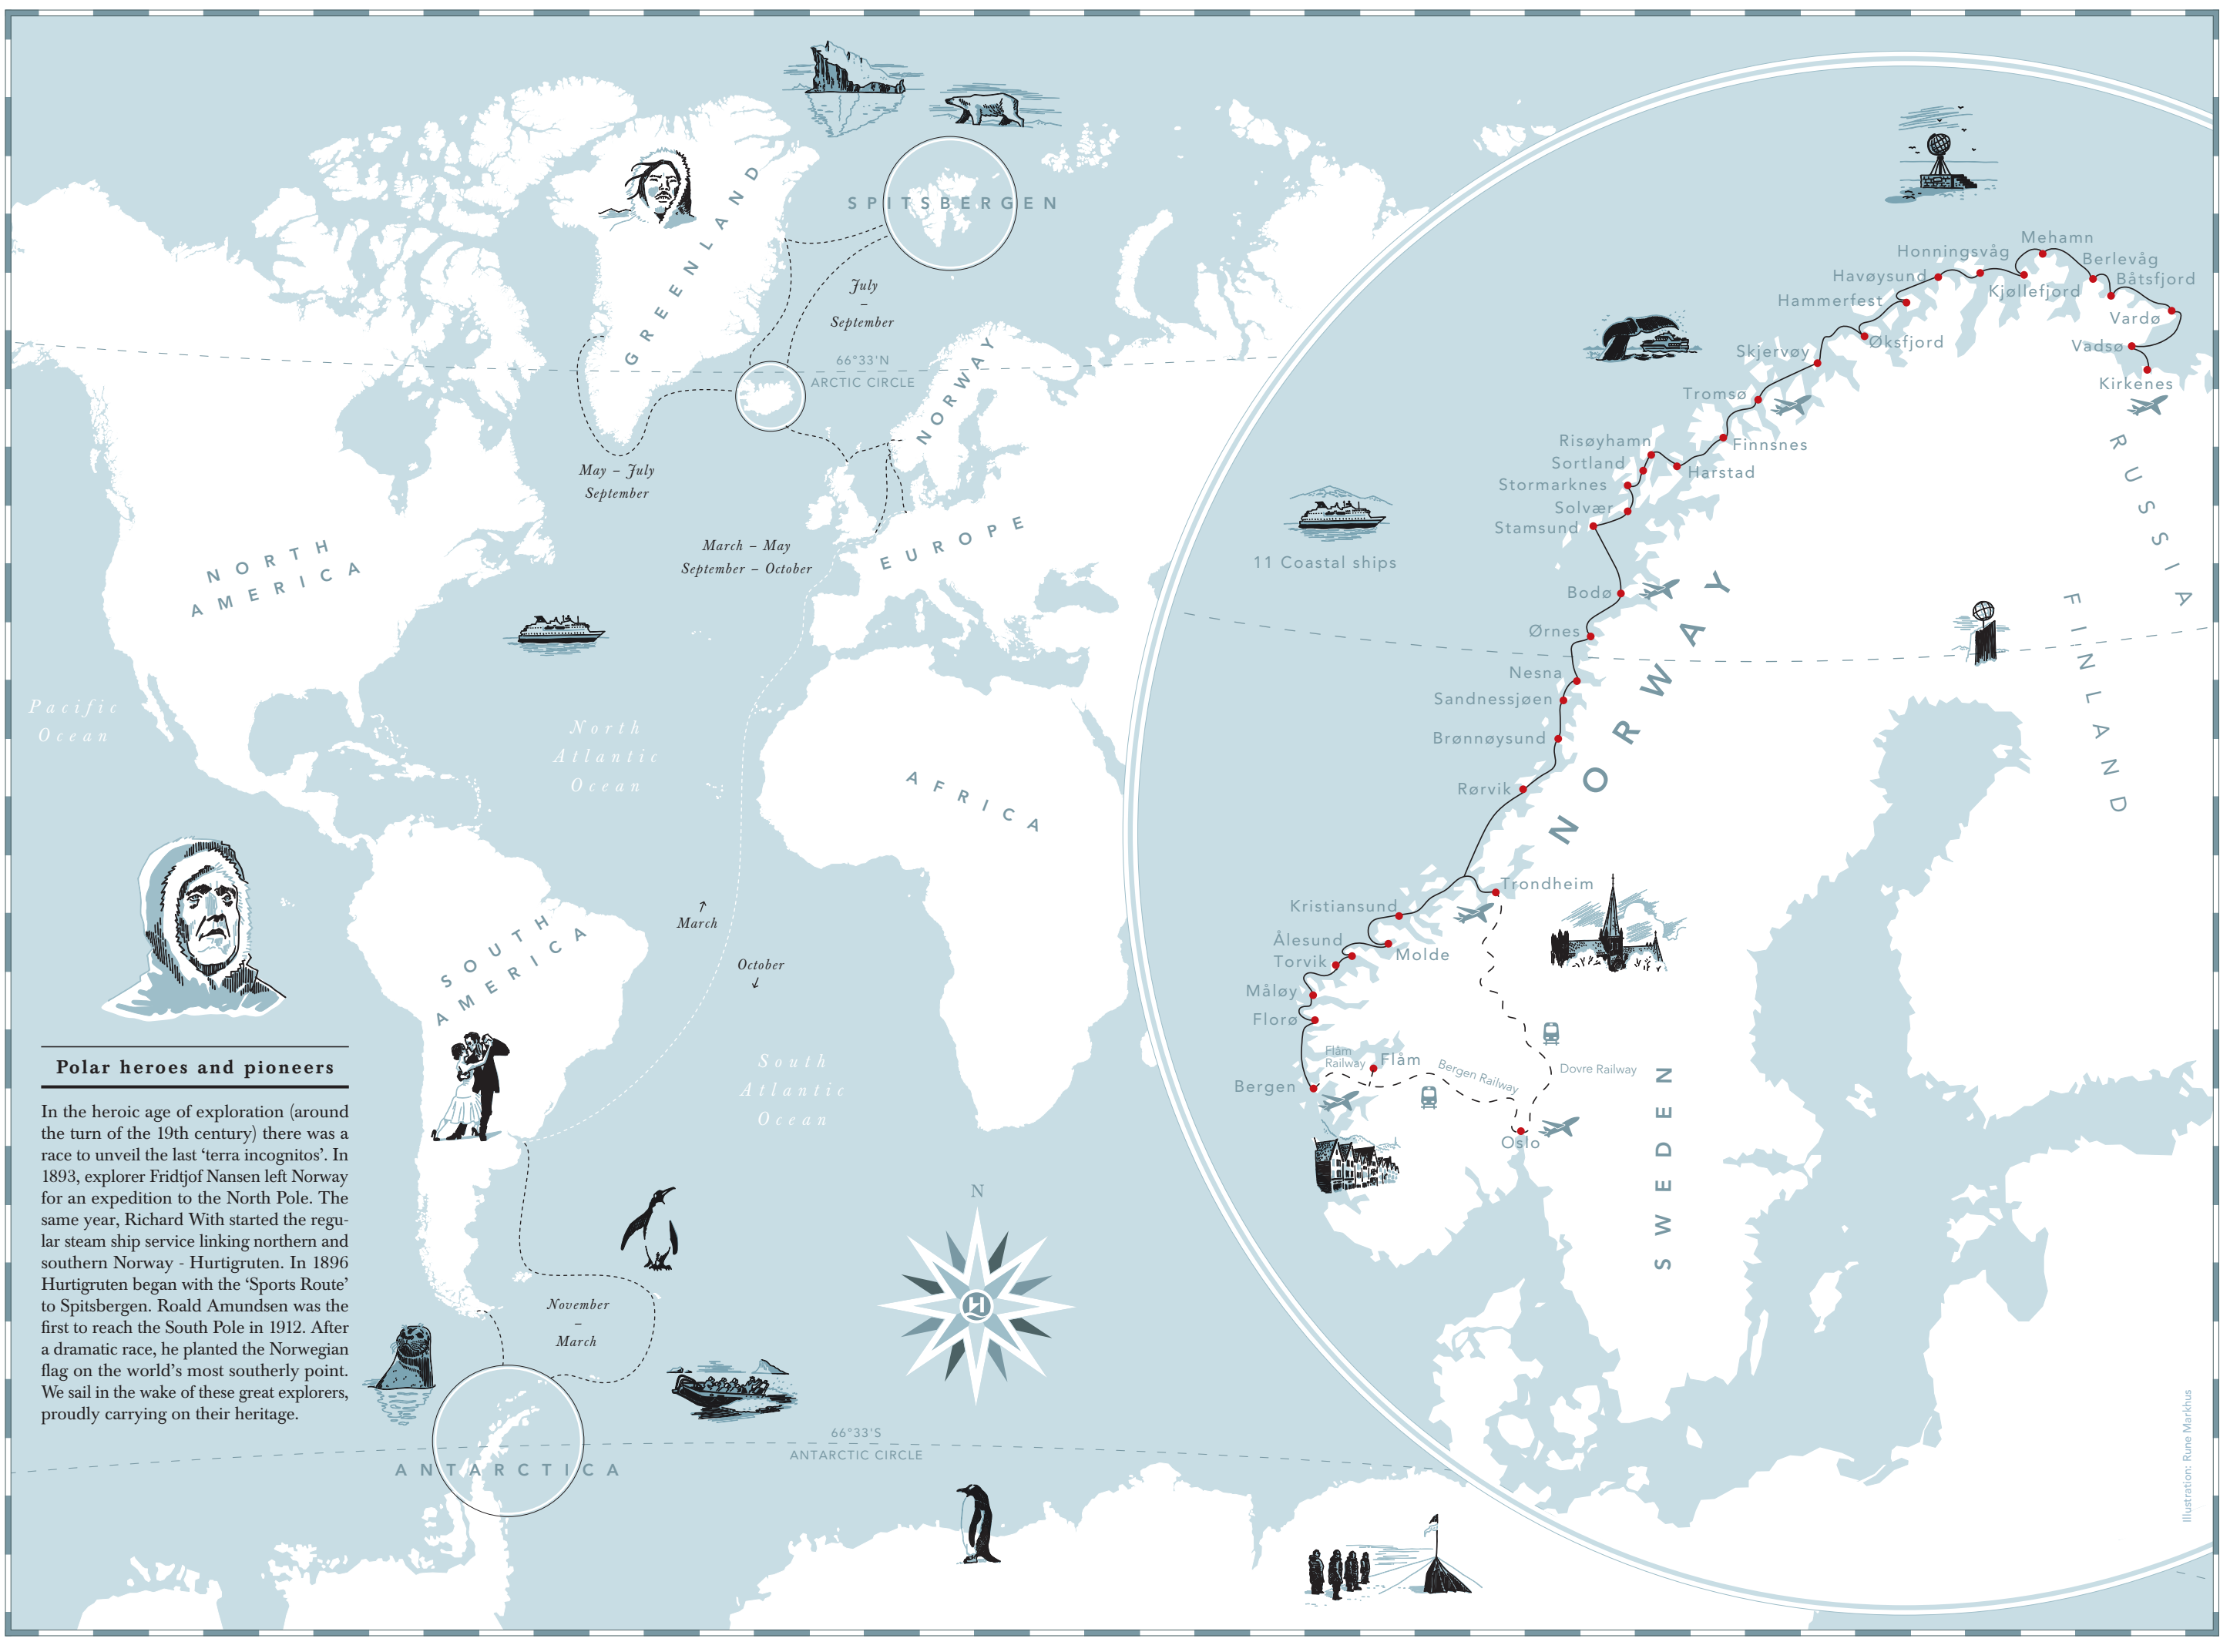 SPITSBERGEN
GREENLAND
July
–
September
66°33'N
ARCTIC CIRCLE
NORWAY
May – July
September
March – May
September – October
EUROPE
NORTH
AMERICA
Pacific
Ocean
North
Atlantic
Ocean
AFRICA
March
October
SOUTH
AMERICA
South
Atlantic
Ocean
Polar heroes and pioneers
In the heroic age of exploration (around
the turn of the 19th century) there was a
race to unveil the last ‘terra incognitos’. In
1893, explorer Fridtjof Nansen left Norway
for an expedition to the North Pole. The
same year, Richard With started the regu-
lar steam ship service linking northern and
southern Norway - Hurtigruten. In 1896
Hurtigruten began with the ‘Sports Route’
to Spitsbergen. Roald Amundsen was the
first to reach the South Pole in 1912. After
a dramatic race, he planted the Norwegian
flag on the world’s most southerly point.
We sail in the wake of these great explorers,
proudly carrying on their heritage.
N
H
November
–
March
66°33'S
ANTARCTIC CIRCLE
ANTARCTICA
Mehamn
Honningsvåg
Berlevåg
Havøysund
Båtsfjord
Kjøllefjord
Hammerfest
Vardø
Øksfjord
Vadsø
Skjervøy
Kirkenes
Tromsø
Risøyhamn
Finnsnes
Sortland
Harstad
Stormarknes
Solvær
Stamsund
11 Coastal ships
Bodø
Ørnes
Nesna
Sandnessjøen
Brønnøysund
Rørvik
NORWAY
RUSSIA
FINLAND
Trondheim
Kristiansund
Ålesund
Molde
Torvik
Måløy
Florø
Flåm
Railway
Flåm
Bergen Railway
Dovre Railway
Bergen
Oslo
SWEDEN
Illustration: Rune Markhus